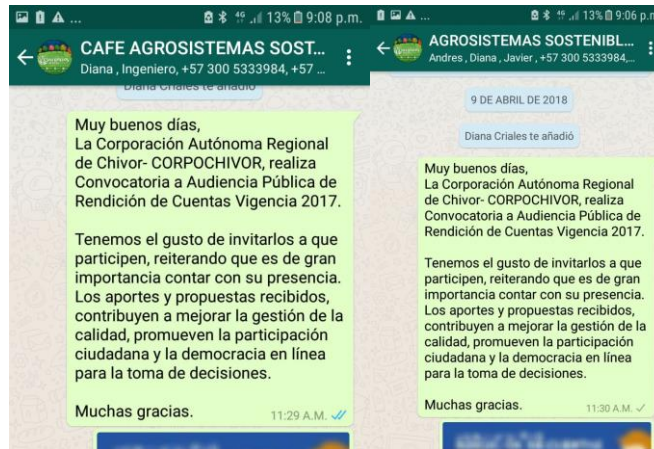 13% 9:08 p.m.
CAFE AGROSISTEMAS SOST...
Diana , Ingeniero, +57 300 5333984, +57 ...
Diana Criales te añadió
Muy buenos días,
La Corporación Autónoma Regional
de Chivor- CORPOCHIVOR, realiza
Convocatoria a Audiencia Pública de
Rendición de Cuentas Vigencia 2017.
Tenemos el gusto de invitarlos a que
participen, reiterando que es de gran
importancia contar con su presencia.
Los aportes y propuestas recibidos,
contribuyen a mejorar la gestión de la
calidad, promueven la participación
ciudadana y la democracia en línea
para la toma de decisiones.
Muchas gracias.
11:29 A.M.
13% 9:06 p.m.
AGROSISTEMAS SOSTENIBL...
Andres , Diana , Javier , +57 300 5333984,...
9 DE ABRIL DE 2018
Diana Criales te añadió
Muy buenos días,
La Corporación Autónoma Regional
de Chivor- CORPOCHIVOR, realiza
Convocatoria a Audiencia Pública de
Rendición de Cuentas Vigencia 2017.
Tenemos el gusto de invitarlos a que
participen, reiterando que es de gran
importancia contar con su presencia.
Los aportes y propuestas recibidos,
contribuyen a mejorar la gestión de la
calidad, promueven la participación
ciudadana y la democracia en línea
para la toma de decisiones.
Muchas gracias.
11:30 A.M.